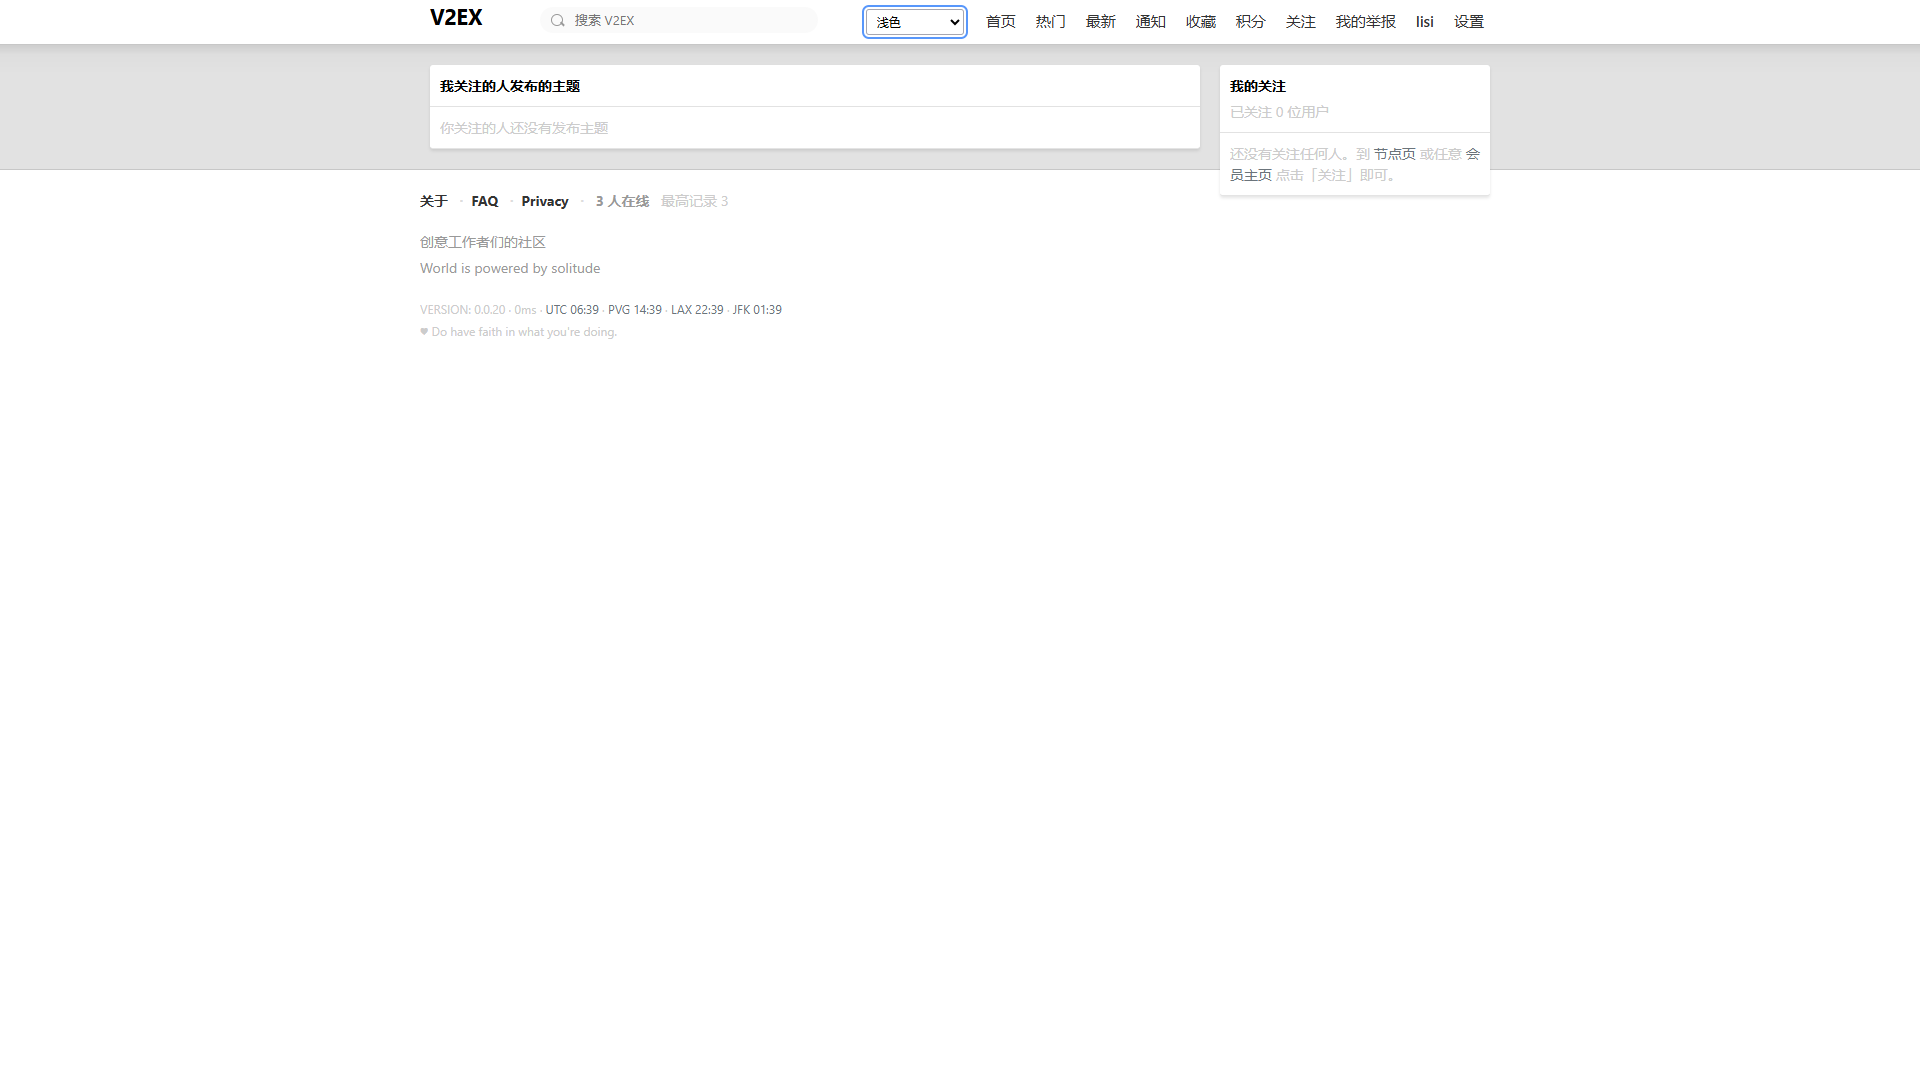 V2EX
搜索 V2EX
浅色
首页 热门 最新 通知 收藏 积分 关注 我的举报 lisi 设置
我关注的人发布的主题
你关注的人还没有发布主题
我的关注
已关注 0 位用户
还没有关注任何人。到 节点页 或任意 会
员主页 点击「关注」即可。
关于 · FAQ · Privacy · 3 人在线 最高记录 3
创意工作者们的社区
World is powered by solitude
VERSION: 0.0.20 · 0ms · UTC 06:39 · PVG 14:39 · LAX 22:39 · JFK 01:39
♥ Do have faith in what you're doing.